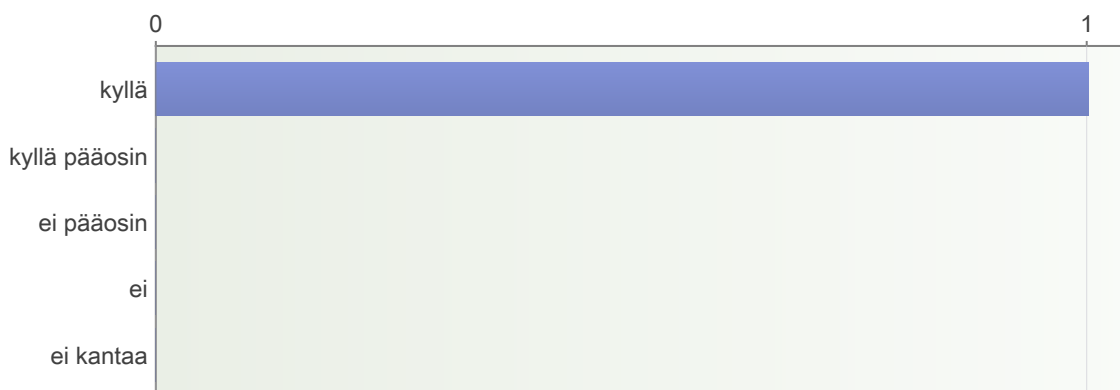 0 1
kyllä
kyllä pääosin
ei pääosin
ei
ei kantaa